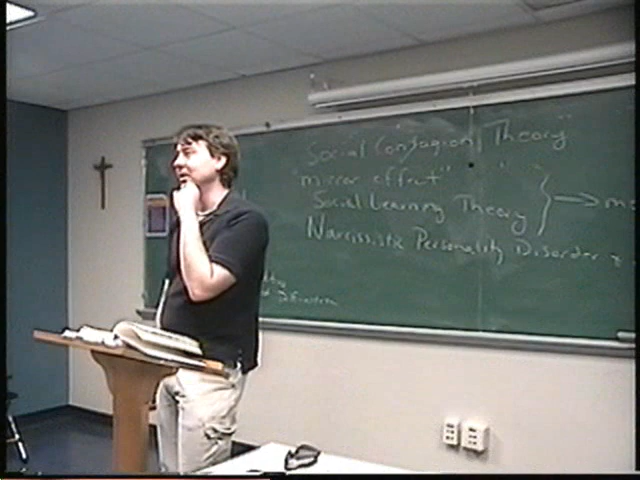 "Social Contagion Theory"
"mirror effect" "
Social Learning Theory
Narcissistic Personality Disorder